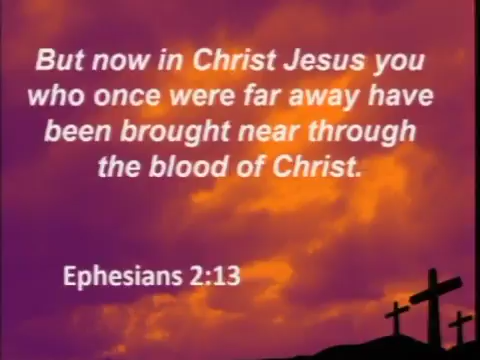 But now in Christ Jesus you
who once were far away have
been brought near through
the blood of Christ.
Ephesians 2:13